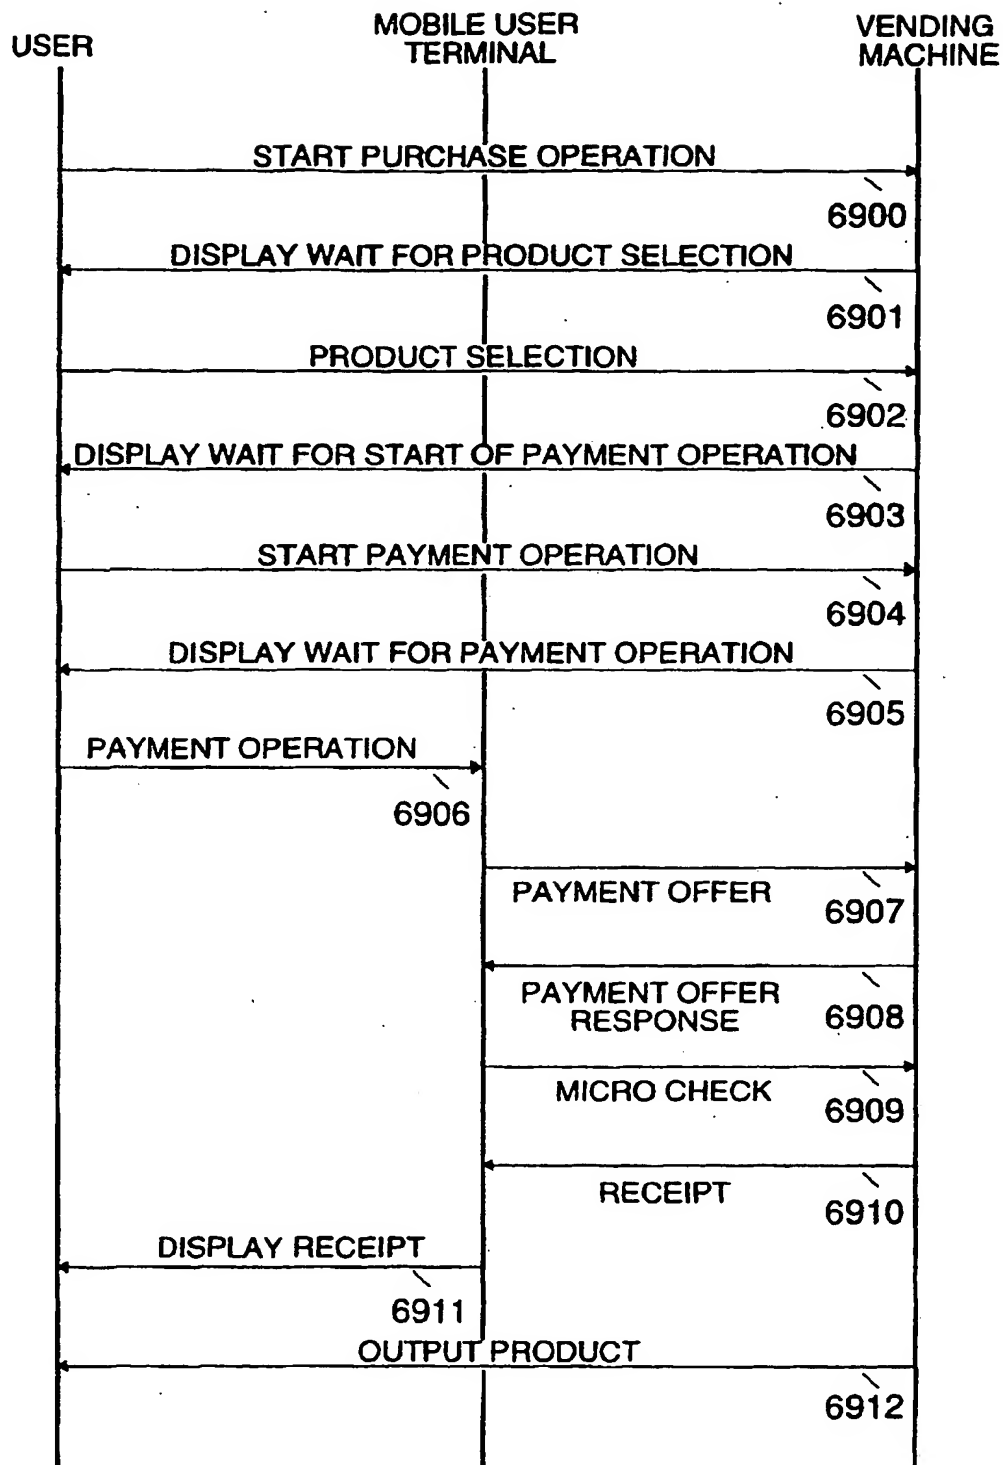 USER
MOBILE USER
TERMINAL
VENDING
MACHINE
START PURCHASE OPERATION
6900
DISPLAY WAIT FOR PRODUCT SELECTION
6901
PRODUCT SELECTION
6902
DISPLAY WAIT FOR START OF PAYMENT OPERATION
6903
START PAYMENT OPERATION
6904
DISPLAY WAIT FOR PAYMENT OPERATION
6905
PAYMENT OPERATION
6906
PAYMENT OFFER
6907
PAYMENT OFFER
RESPONSE
6908
MICRO CHECK
6909
RECEIPT
6910
DISPLAY RECEIPT
6911
OUTPUT PRODUCT
6912